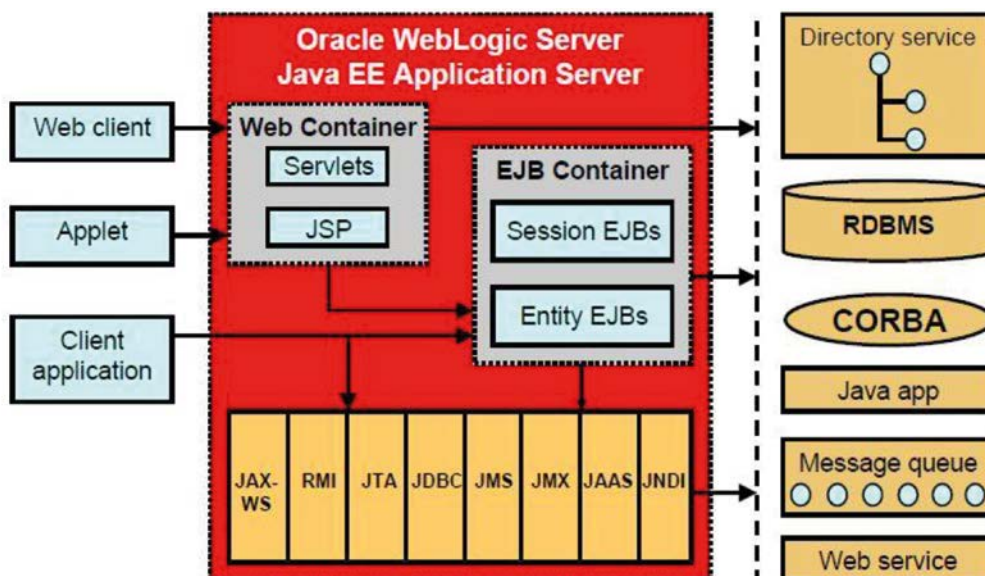 Oracle WebLogic Server
Java EE Application Server
Web client
Applet
Client
application
Web Container
Servlets
JSP
EJB Container
Session EJBs
Entity EJBs
JAX-
WS
RMI
JTA
JDBC
JMS
JMX
JAAS
JNDI
Directory service
RDBMS
CORBA
Java app
Message queue
Web service